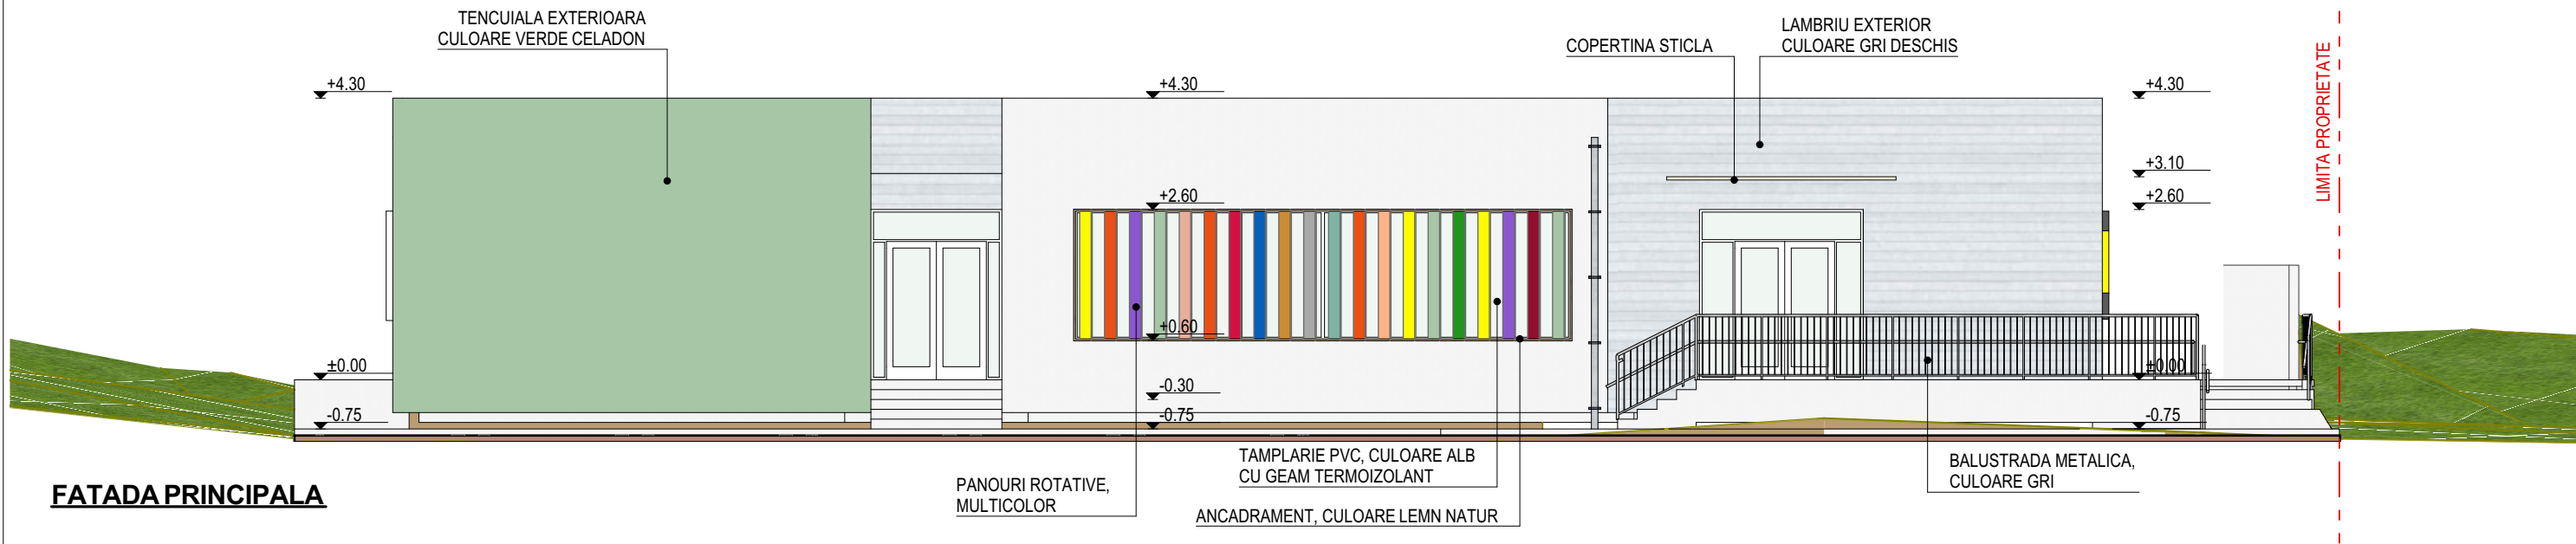 TENCUIALA EXTERIOARA
CULOARE VERDE CELADON
LAMBRIU EXTERIOR
CULOARE GRI DESCHIS
COPERTINA STICLA
LIMITA PROPRIETATE
+4.30
+4.30
+4.30
+3.10
+2.60
+2.60
+0.60
±0.00
±0.00
-0.30
-0.75
-0.75
-0.75
TAMPLARIE PVC, CULOARE ALB
CU GEAM TERMOIZOLANT
BALUSTRADA METALICA,
CULOARE GRI
PANOURI ROTATIVE,
MULTICOLOR
ANCADRAMENT, CULOARE LEMN NATUR
FATADA PRINCIPALA